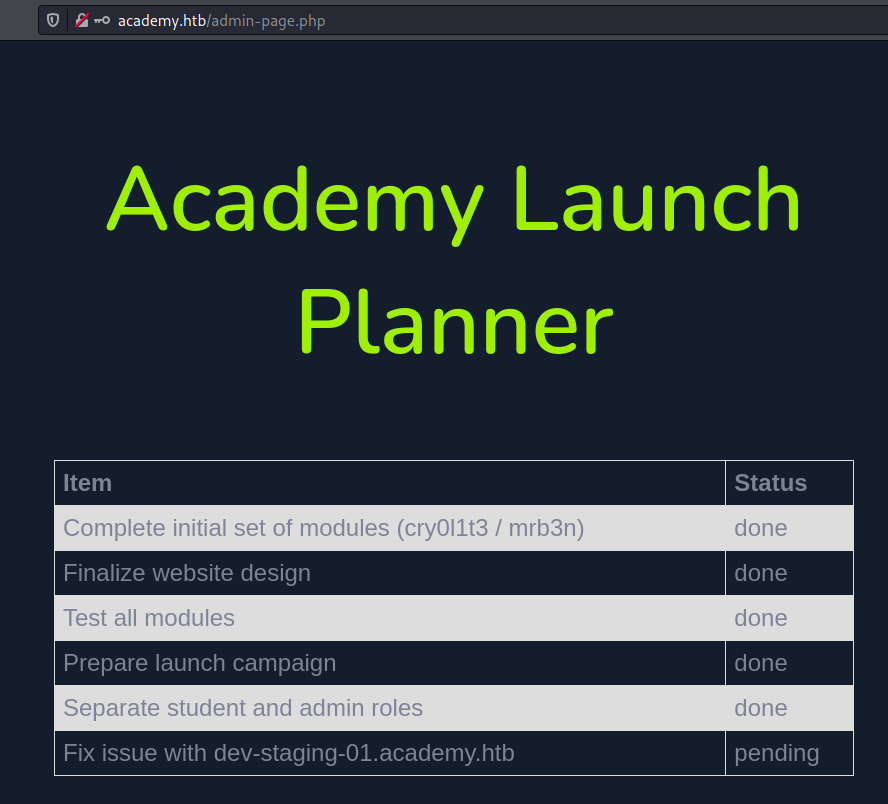 academy.htb/admin-page.php
Academy Launch
Planner
Item Status
Complete initial set of modules (cry0l1t3 / mrb3n) done
Finalize website design done
Test all modules done
Prepare launch campaign done
Separate student and admin roles done
Fix issue with dev-staging-01.academy.htb pending